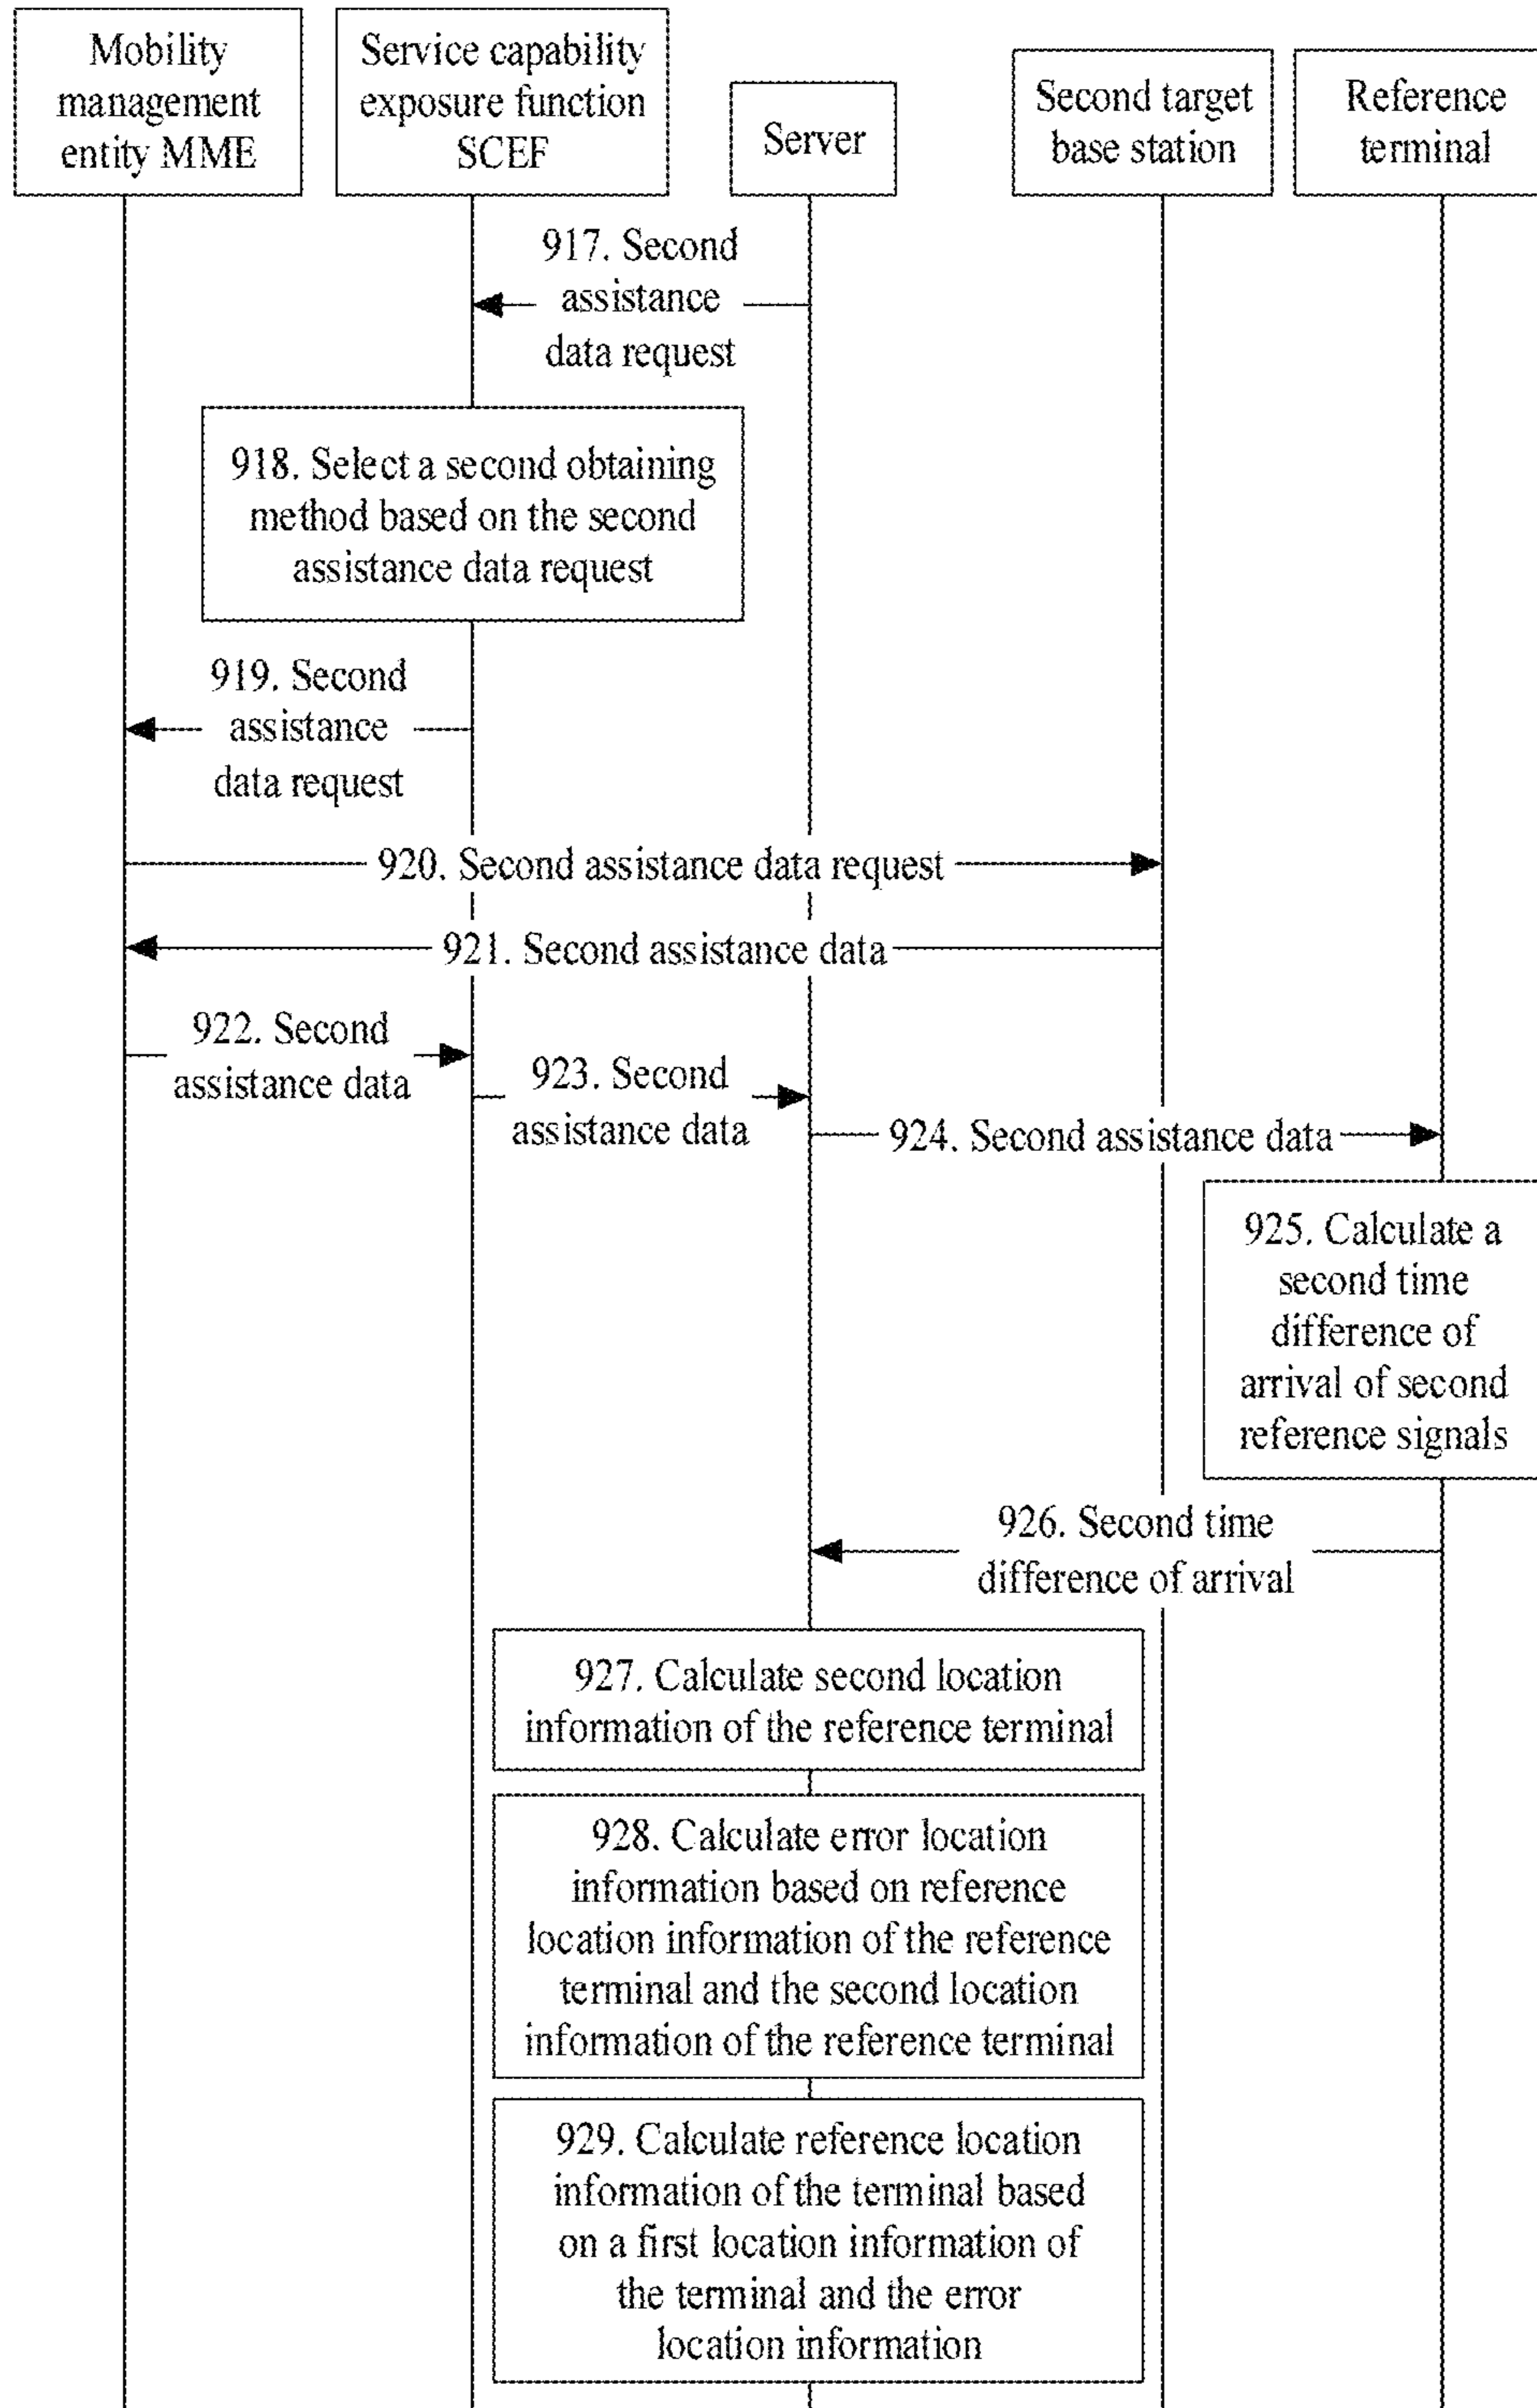 Mobility
management
entity MME
Service capability
exposure function
SCEF
Server
Second target
base station
Reference
terminal
917. Second
assistance
data request
918. Select a second obtaining
method based on the second
assistance data request
919. Second
assistance
data request
920. Second assistance data request
921. Second assistance data
922. Second
assistance data
923. Second
assistance data
924. Second assistance data
925. Calculate a
second time
difference of
arrival of second
reference signals
926. Second time
difference of arrival
927. Calculate second location
information of the reference terminal
928. Calculate error location
information based on reference
location information of the reference
terminal and the second location
information of the reference terminal
929. Calculate reference location
information of the terminal based
on a first location information of
the terminal and the error
location information